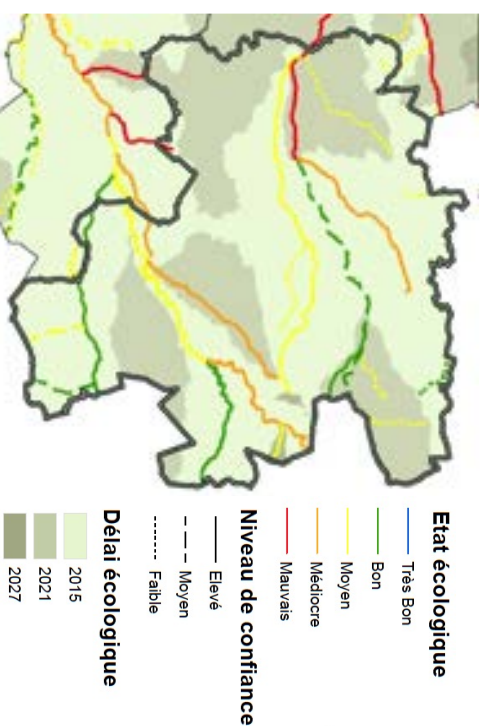 Etat écologique
Très Bon
Bon
Moyen
Médiocre
Mauvais
Niveau de confiance
Elevé
Moyen
Faible
Délai écologique
2015
2021
2027